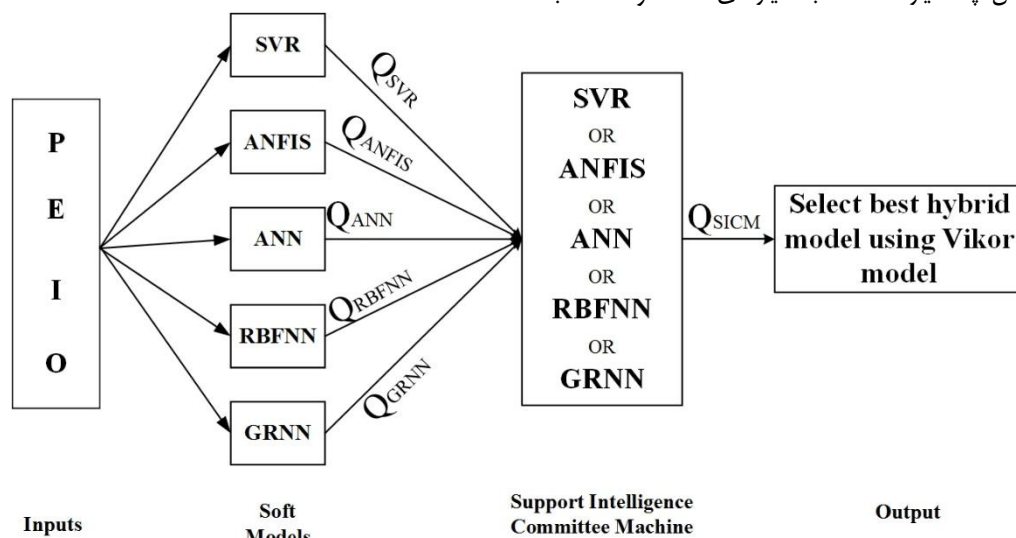 P
E
I
O
SVR
ANFIS
ANN
RBFNN
GRNN
QSVR
QANFIS
QANN
QRBFNN
QGRNN
SVR
OR
ANFIS
OR
ANN
OR
RBFNN
OR
GRNN
QSICM
Select best hybrid
model using Vikor
model
Inputs
Soft
Models
Support Intelligence
Committee Machine
Output